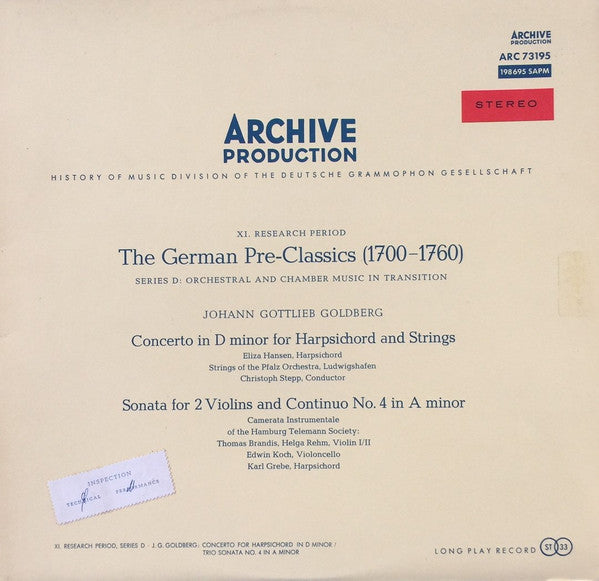 ARCHIVE
PRODUCTION
ARC 73195
198695 SAPM
STEREO
ARCHIVE
PRODUCTION
HISTORY OF MUSIC DIVISION OF THE DEUTSCHE GRAMMOPHON GESELLSCHAFT
XI. RESEARCH PERIOD
The German Pre-Classics (1700–1760)
SERIES D: ORCHESTRAL AND CHAMBER MUSIC IN TRANSITION
JOHANN GOTTLIEB GOLDBERG
Concerto in D minor for Harpsichord and Strings
Eliza Hansen, Harpsichord
Strings of the Pfalz Orchestra, Ludwigshafen
Christoph Stepp, Conductor
Sonata for 2 Violins and Continuo No. 4 in A minor
Camerata Instrumentale
of the Hamburg Telemann Society:
Thomas Brandis, Helga Rehm, Violin I/II
Edwin Koch, Violoncello
Karl Grebe, Harpsichord
INSPECTION
TECHNICAL PERFORMANCE
XI. RESEARCH PERIOD, SERIES D · J. G. GOLDBERG: CONCERTO FOR HARPSICHORD IN D MINOR /
TRIO SONATA NO. 4 IN A MINOR
LONG PLAY RECORD ST 33